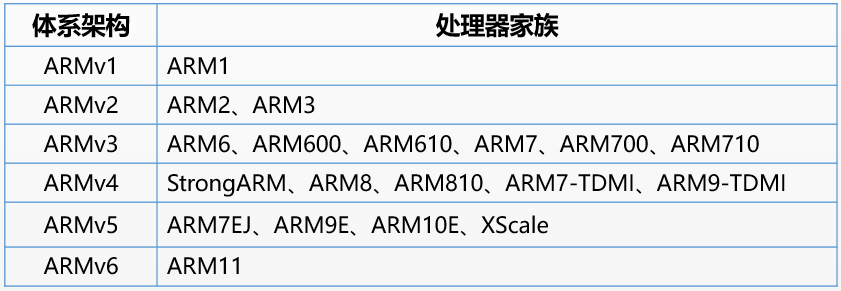 体系架构 处理器家族
ARMv1 ARM1
ARMv2 ARM2、ARM3
ARMv3 ARM6、ARM600、ARM610、ARM7、ARM700、ARM710
ARMv4 StrongARM、ARM8、ARM810、ARM7-TDMI、ARM9-TDMI
ARMv5 ARM7EJ、ARM9E、ARM10E、XScale
ARMv6 ARM11